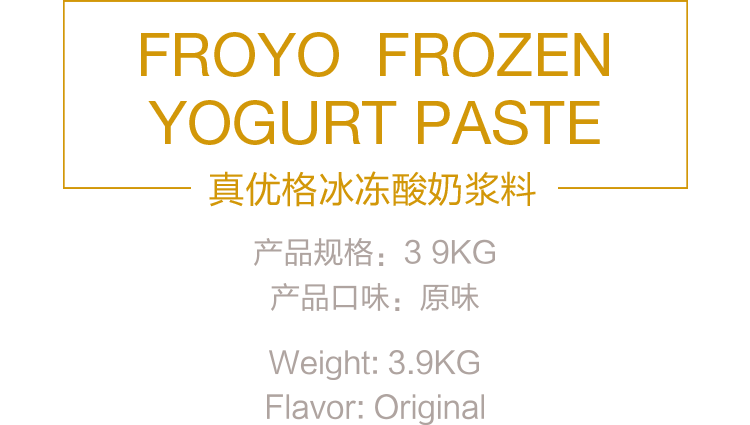 FROYO FROZEN
YOGURT PASTE
真优格冰冻酸奶浆料
产品规格：3 9KG
产品口味：原味
Weight: 3.9KG
Flavor: Original